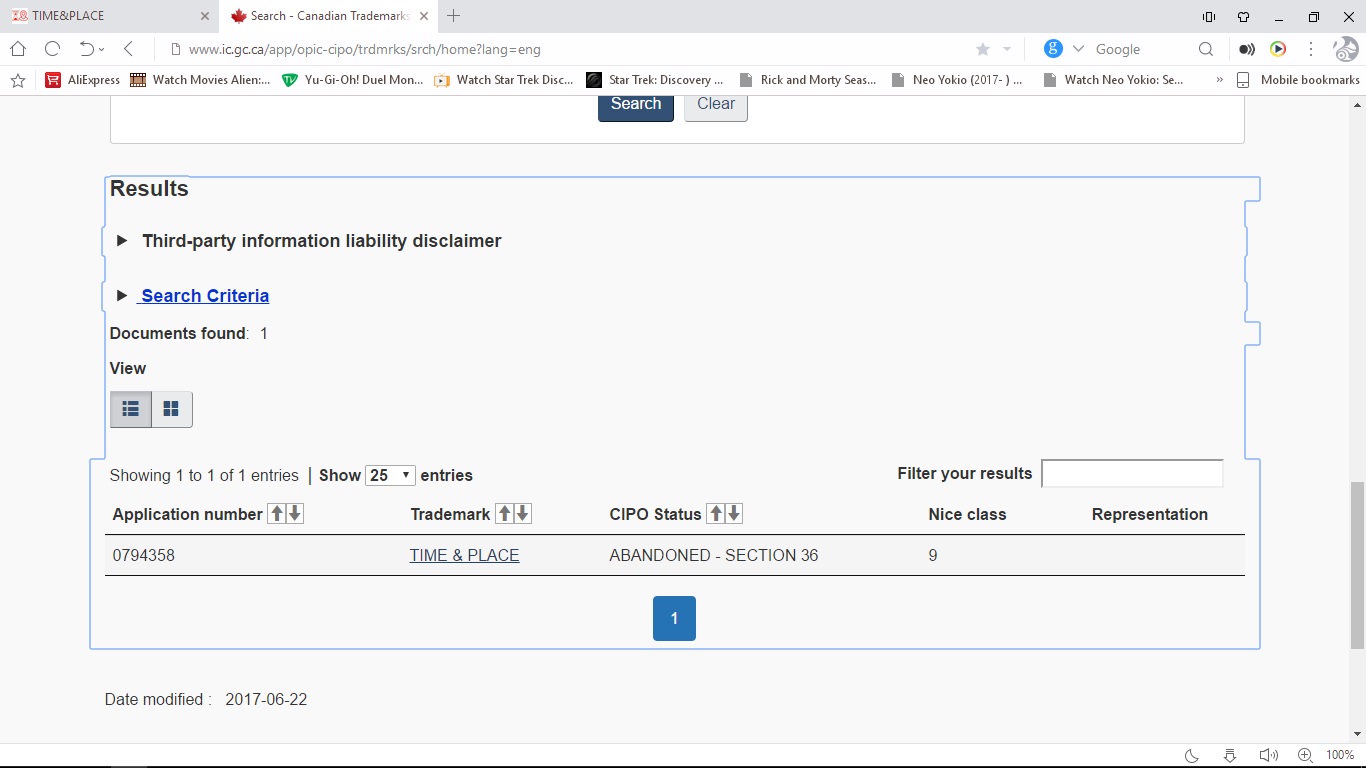 TIME&PLACE
Search - Canadian Trademarks
www.ic.gc.ca/app/opic-cipo/trdmrks/srch/home?lang=eng
g Google
AliExpress Watch Movies Alien:... Yu-Gi-Oh! Duel Mon... Watch Star Trek Disc... Star Trek: Discovery ... Rick and Morty Seas... Neo Yokio (2017- ) ... Watch Neo Yokio: Se... » Mobile bookmarks
Search Clear
Results
Third-party information liability disclaimer
Search Criteria
Documents found: 1
View
Showing 1 to 1 of 1 entries | Show 25 entries Filter your results
Application number Trademark CIPO Status Nice class Representation
0794358 TIME & PLACE ABANDONED - SECTION 36 9
1
Date modified : 2017-06-22
100%